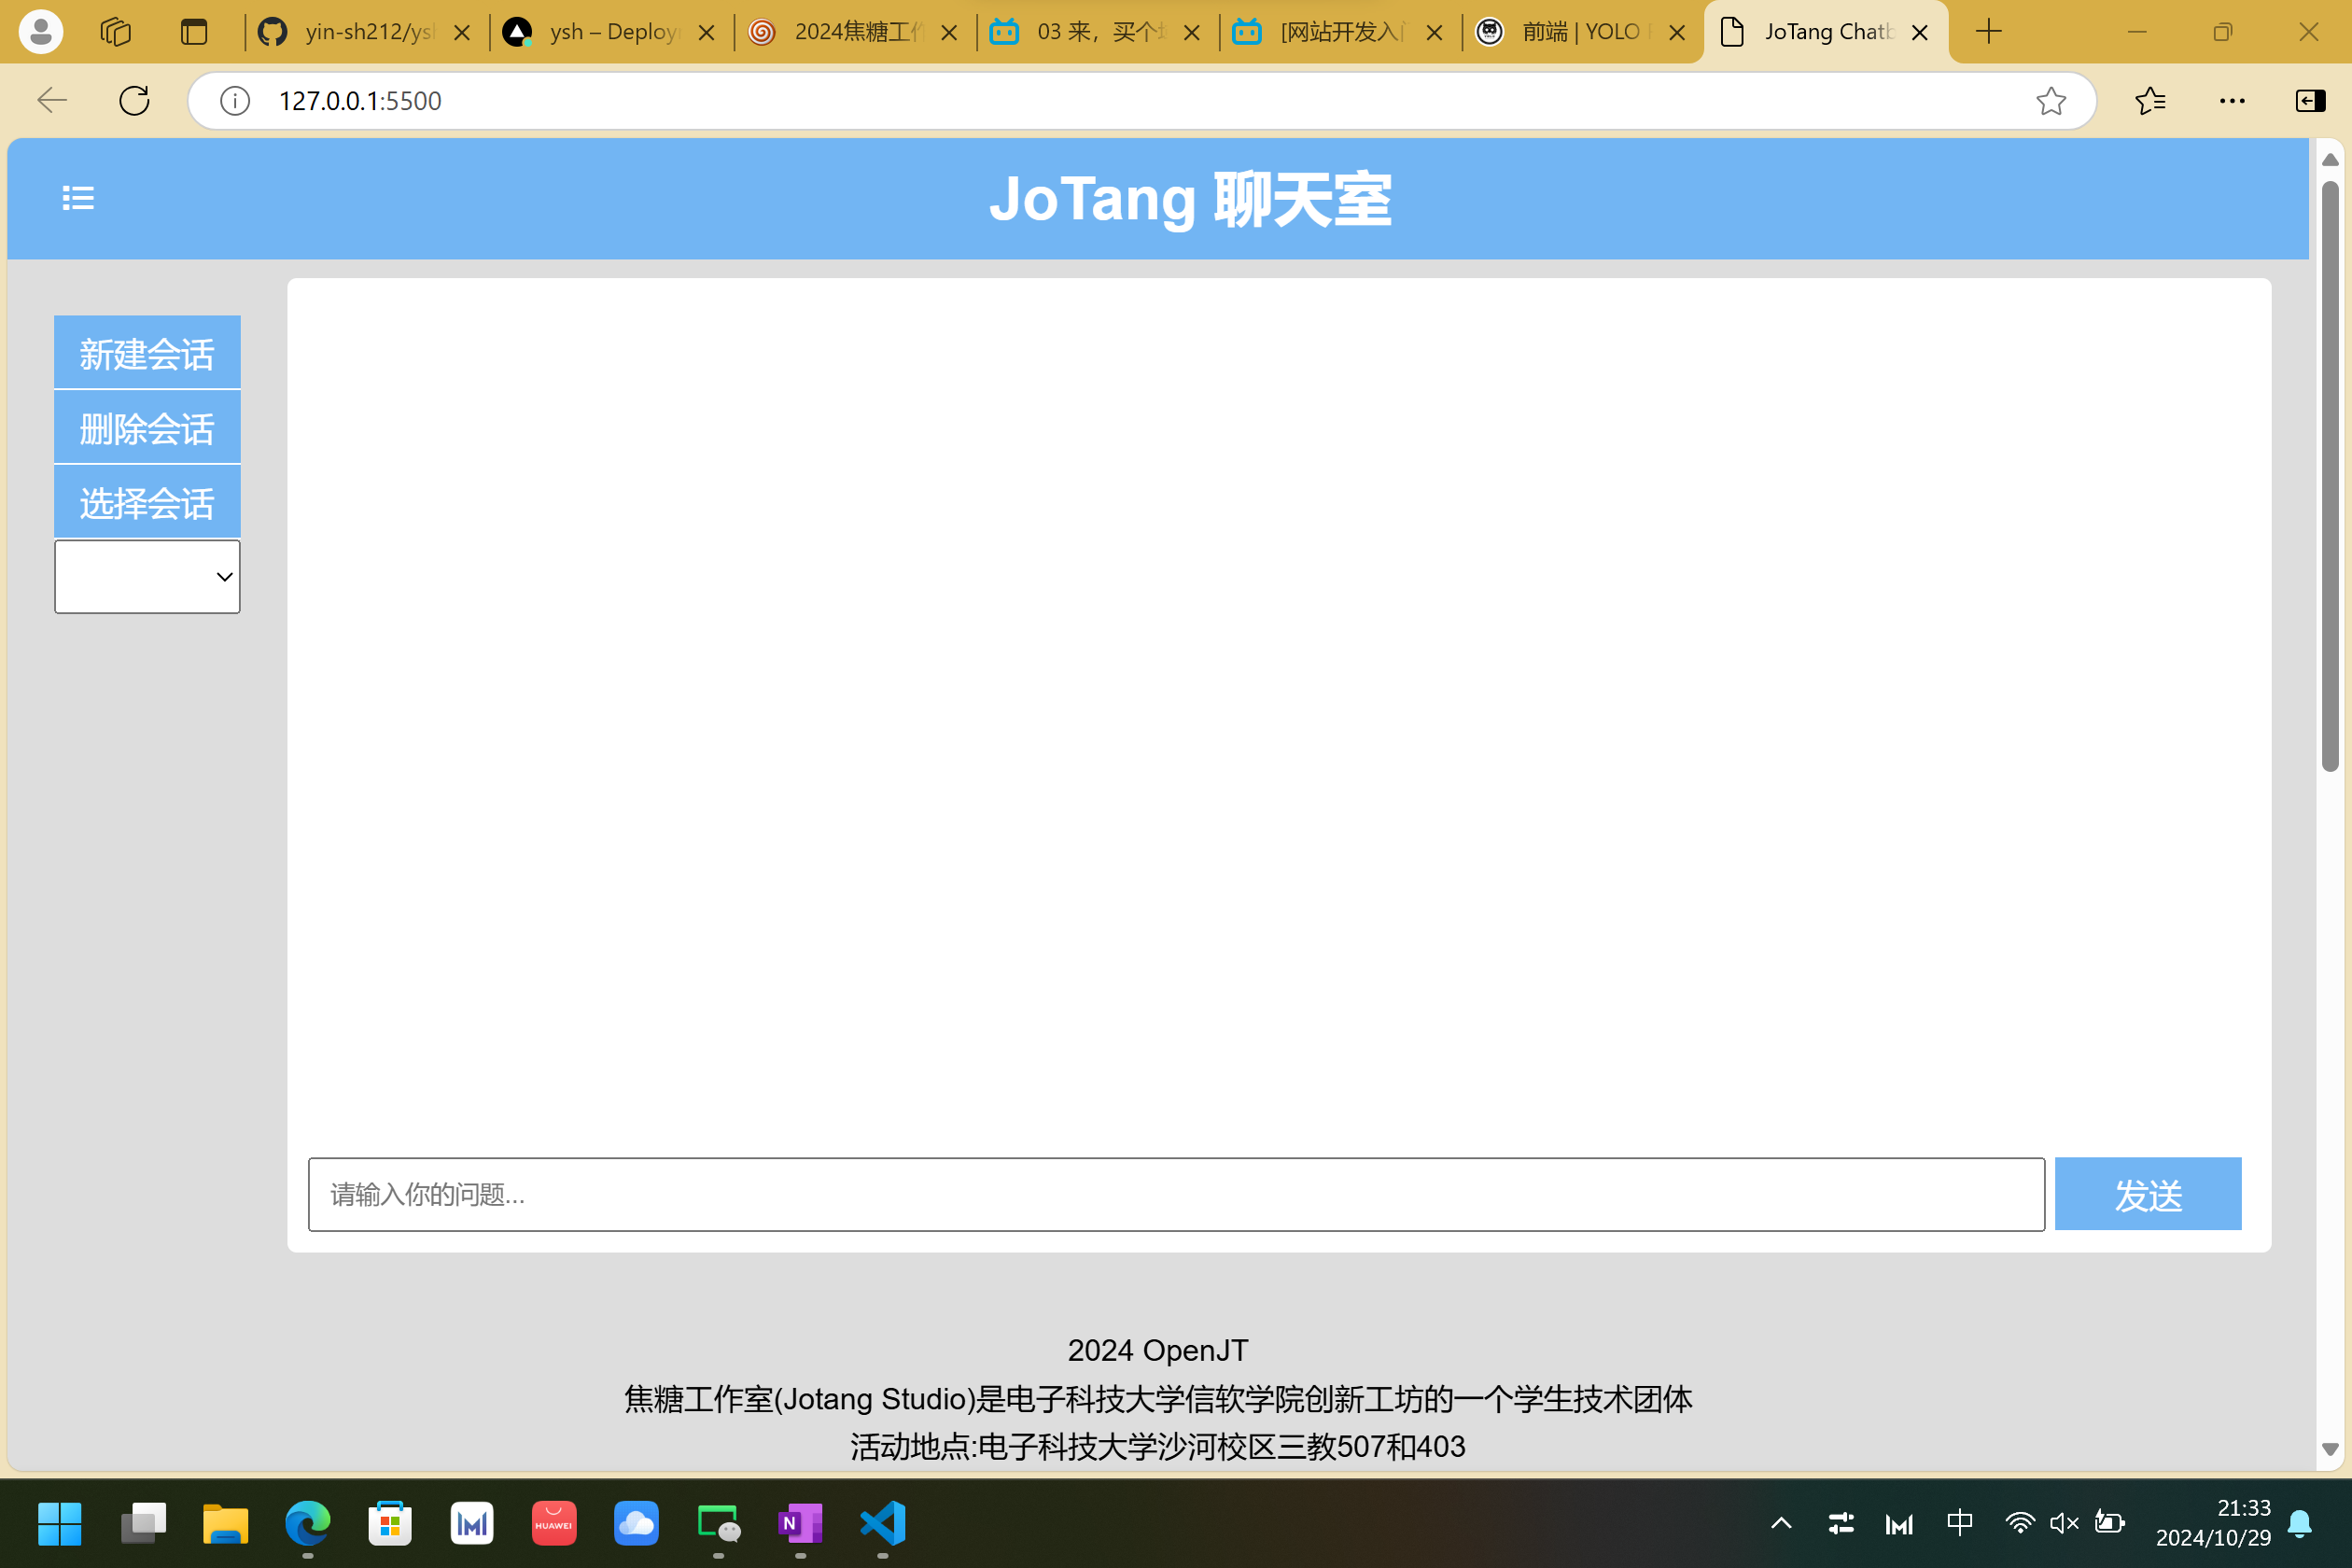 yin-sh212/ysh
ysh – Deploy
2024焦糖工作
03 来，买个
[网站开发入门
前端 | YOLO
JoTang Chatb
127.0.0.1:5500
JoTang 聊天室
新建会话
删除会话
选择会话
请输入你的问题...
发送
2024 OpenJT
焦糖工作室(Jotang Studio)是电子科技大学信软学院创新工坊的一个学生技术团体
活动地点:电子科技大学沙河校区三教507和403
HUAWEI
N
中
21:33
2024/10/29